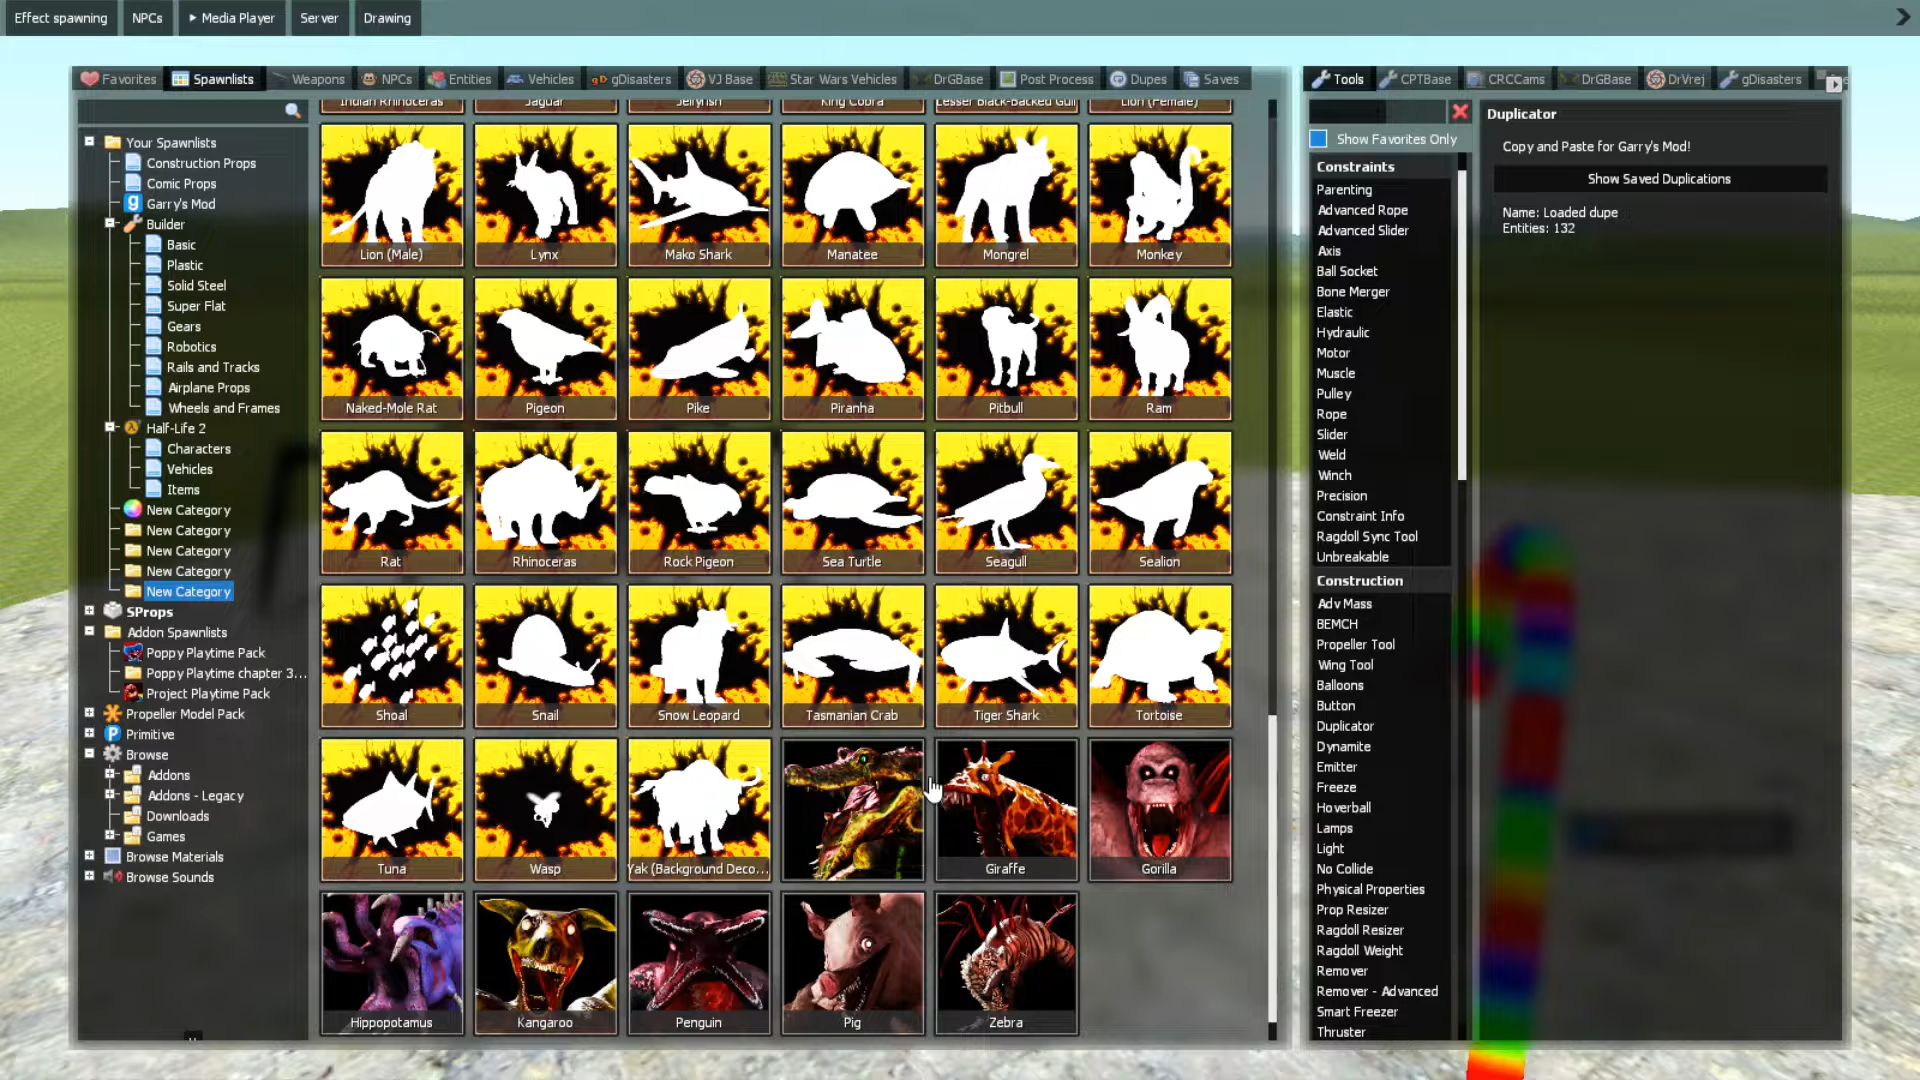 Effect spawning
NPCs
Media Player
Server
Drawing
Favorites
Spawnlists
Weapons
NPCs
Entities
Vehicles
gDisasters
VJ Base
Star Wars Vehicles
DrGBase
Post Process
Dupes
Saves
Your Spawnlists
Construction Props
Comic Props
Garry's Mod
Builder
Basic
Plastic
Solid Steel
Super Flat
Gears
Robotics
Rails and Tracks
Airplane Props
Wheels and Frames
Half-Life 2
Characters
Vehicles
Items
New Category
New Category
New Category
New Category
New Category
SProps
Addon Spawnlists
Poppy Playtime Pack
Poppy Playtime chapter 3...
Project Playtime Pack
Propeller Model Pack
Primitive
Browse
Addons
Addons - Legacy
Downloads
Games
Browse Materials
Browse Sounds
Indian Rhinoceras
Jaguar
Jellyfish
King Cobra
Lesser Black-Backed Gull
Lion (Female)
Lion (Male)
Lynx
Mako Shark
Manatee
Mongrel
Monkey
Naked-Mole Rat
Pigeon
Pike
Piranha
Pitbull
Ram
Rat
Rhinoceras
Rock Pigeon
Sea Turtle
Seagull
Sealion
Shoal
Snail
Snow Leopard
Tasmanian Crab
Tiger Shark
Tortoise
Tuna
Wasp
Yak (Background Deco...
Giraffe
Gorilla
Hippopotamus
Kangaroo
Penguin
Pig
Zebra
Tools
CPTBase
CRCCams
DrGBase
DrVrej
gDisasters
Show Favorites Only
Constraints
Parenting
Advanced Rope
Advanced Slider
Axis
Ball Socket
Bone Merger
Elastic
Hydraulic
Motor
Muscle
Pulley
Rope
Slider
Weld
Winch
Precision
Constraint Info
Ragdoll Sync Tool
Unbreakable
Construction
Adv Mass
BEMCH
Propeller Tool
Wing Tool
Balloons
Button
Duplicator
Dynamite
Emitter
Freeze
Hoverball
Lamps
Light
No Collide
Physical Properties
Prop Resizer
Ragdoll Resizer
Ragdoll Weight
Remover
Remover - Advanced
Smart Freezer
Thruster
Duplicator
Copy and Paste for Garry's Mod!
Show Saved Duplications
Name: Loaded dupe
Entities: 132